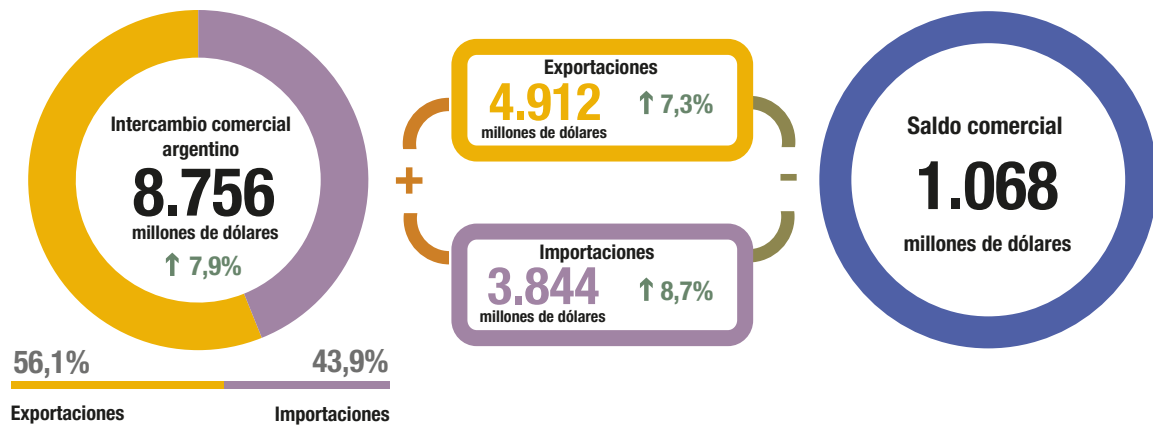 Intercambio comercial
argentino
8.756
millones de dólares
↑ 7,9%
56,1%
43,9%
Exportaciones
Importaciones
+
Exportaciones
4.912
↑ 7,3%
millones de dólares
Importaciones
3.844
↑ 8,7%
millones de dólares
-
Saldo comercial
1.068
millones de dólares